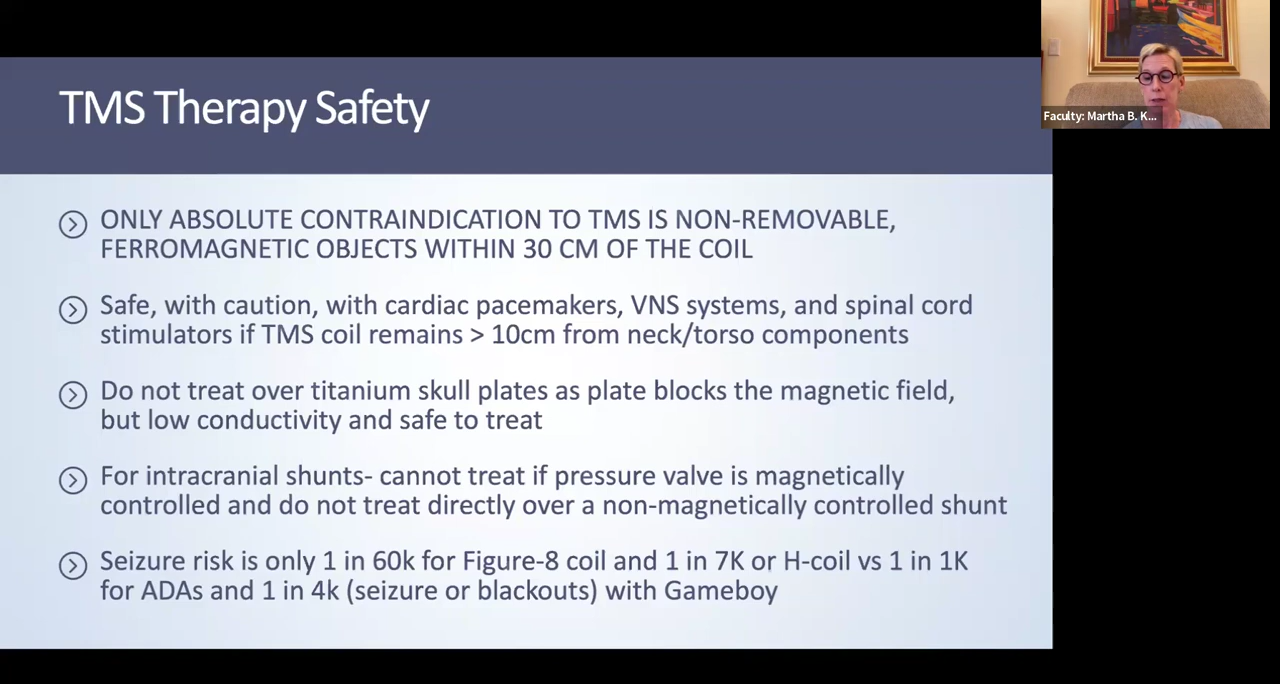 TMS Therapy Safety
Faculty: Martha B. K...
ONLY ABSOLUTE CONTRAINDICATION TO TMS IS NON-REMOVABLE,
FERROMAGNETIC OBJECTS WITHIN 30 CM OF THE COIL
Safe, with caution, with cardiac pacemakers, VNS systems, and spinal cord
stimulators if TMS coil remains > 10cm from neck/torso components
Do not treat over titanium skull plates as plate blocks the magnetic field,
but low conductivity and safe to treat
For intracranial shunts- cannot treat if pressure valve is magnetically
controlled and do not treat directly over a non-magnetically controlled shunt
Seizure risk is only 1 in 60k for Figure-8 coil and 1 in 7K or H-coil vs 1 in 1K
for ADAs and 1 in 4k (seizure or blackouts) with Gameboy